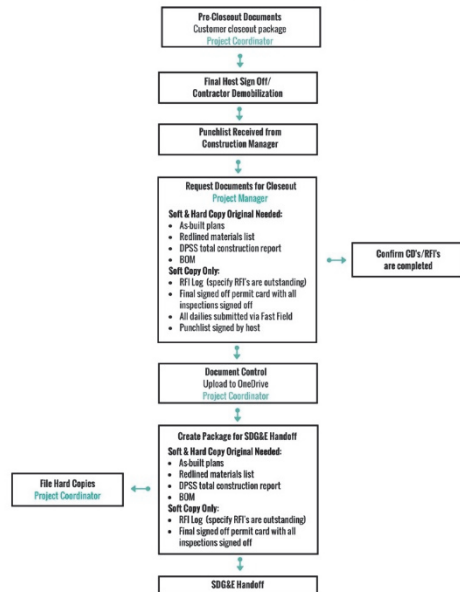 Pre-Closeout Documents
Customer closeout package
Project Coordinator
Final Host Sign Off/
Contractor Demobilization
Punchlist Received from
Construction Manager
Request Documents for Closeout
Project Manager
Soft & Hard Copy Original Needed:
• As-built plans
• Redlined materials list
• DPSS total construction report
• BOM
Soft Copy Only:
• RFI Log (specify RFI's are outstanding)
• Final signed off permit card with all
inspections signed off
• All dailies submitted via Fast Field
• Punchlist signed by host
Confirm CD's/RFI's
are completed
Document Control
Upload to OneDrive
Project Coordinator
Create Package for SDG&E Handoff
Soft & Hard Copy Original Needed:
• As-built plans
• Redlined materials list
• DPSS total construction report
• BOM
Soft Copy Only:
• RFI Log (specify RFI's are outstanding)
• Final signed off permit card with all
inspections signed off
File Hard Copies
Project Coordinator
SDG&E Handoff